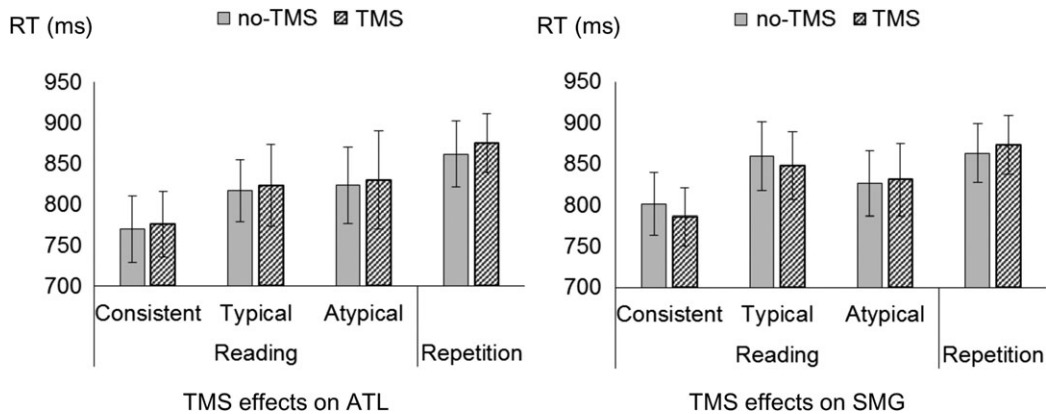 RT (ms)
no-TMS TMS
950
900
850
800
750
700
Consistent Typical Atypical
Reading Repetition
TMS effects on ATL
RT (ms)
no-TMS TMS
950
900
850
800
750
700
Consistent Typical Atypical
Reading Repetition
TMS effects on SMG